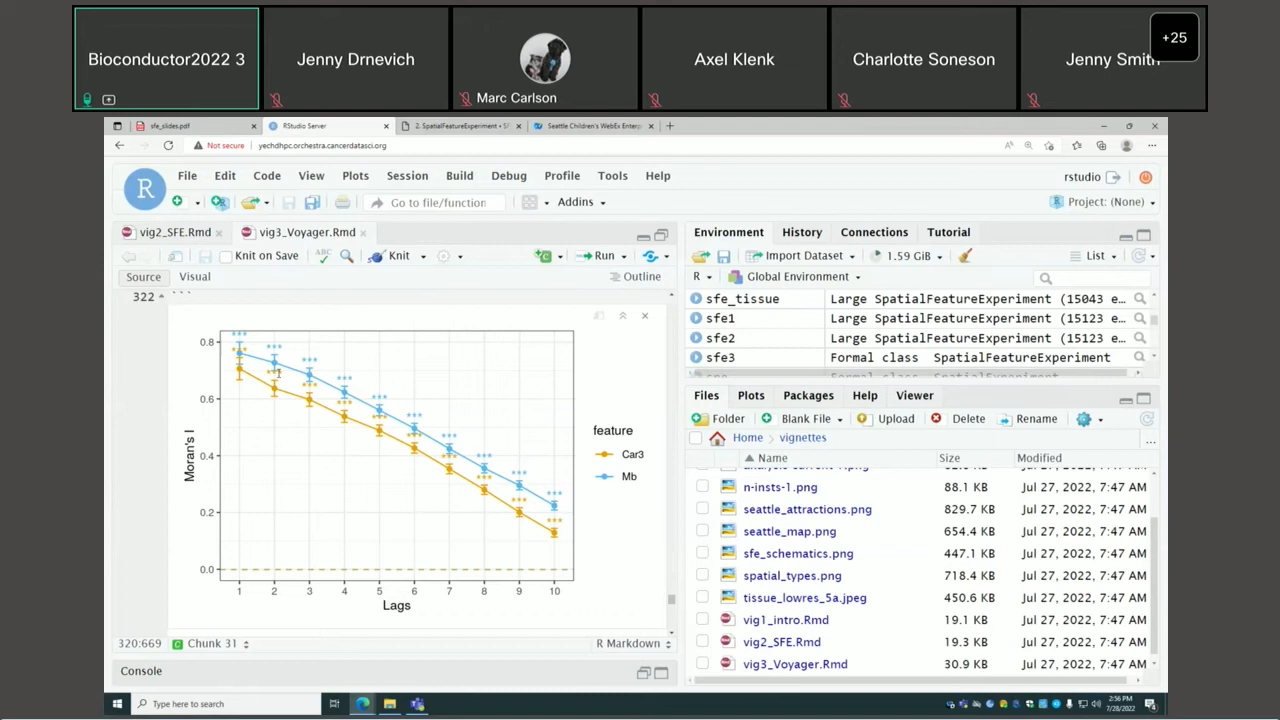 Bioconductor2022 3
Jenny Drnevich
Marc Carlson
Axel Klenk
Charlotte Soneson
Jenny Smith
+25
sfe_slides.pdf
RStudio Server
2. SpatialFeatureExperiment • SF
Seattle Children's WebEx Enterp
Not secure yechdhpc.orchestra.cancerdatasci.org
R
File Edit Code View Plots Session Build Debug Profile Tools Help
rstudio
Go to file/function
Addins
Project: (None)
vig2_SFE.Rmd
vig3_Voyager.Rmd
Knit on Save
ABC
Knit
Run
Source Visual
Outline
322
```
0.8
0.6
0.4
0.2
0.0
Moran's I
1 2 3 4 5 6 7 8 9 10
Lags
feature
Car3
Mb
320:669
Chunk 31
R Markdown
Console
Environment History Connections Tutorial
Import Dataset
1.59 GiB
List
R
Global Environment
sfe_tissue Large SpatialFeatureExperiment (15043 e…
sfe1 Large SpatialFeatureExperiment (15123 e…
sfe2 Large SpatialFeatureExperiment (15123 e…
sfe3 Formal class SpatialFeatureExperiment
Files Plots Packages Help Viewer
Folder Blank File Upload Delete Rename
Home vignettes
Name Size Modified
n-insts-1.png 88.1 KB Jul 27, 2022, 7:47 AM
seattle_attractions.png 829.7 KB Jul 27, 2022, 7:47 AM
seattle_map.png 654.4 KB Jul 27, 2022, 7:47 AM
sfe_schematics.png 447.1 KB Jul 27, 2022, 7:47 AM
spatial_types.png 718.4 KB Jul 27, 2022, 7:47 AM
tissue_lowres_5a.jpeg 450.6 KB Jul 27, 2022, 7:47 AM
vig1_intro.Rmd 19.1 KB Jul 27, 2022, 7:47 AM
vig2_SFE.Rmd 19.3 KB Jul 27, 2022, 7:47 AM
vig3_Voyager.Rmd 30.9 KB Jul 27, 2022, 7:47 AM
Type here to search
2:56 PM
7/28/2022